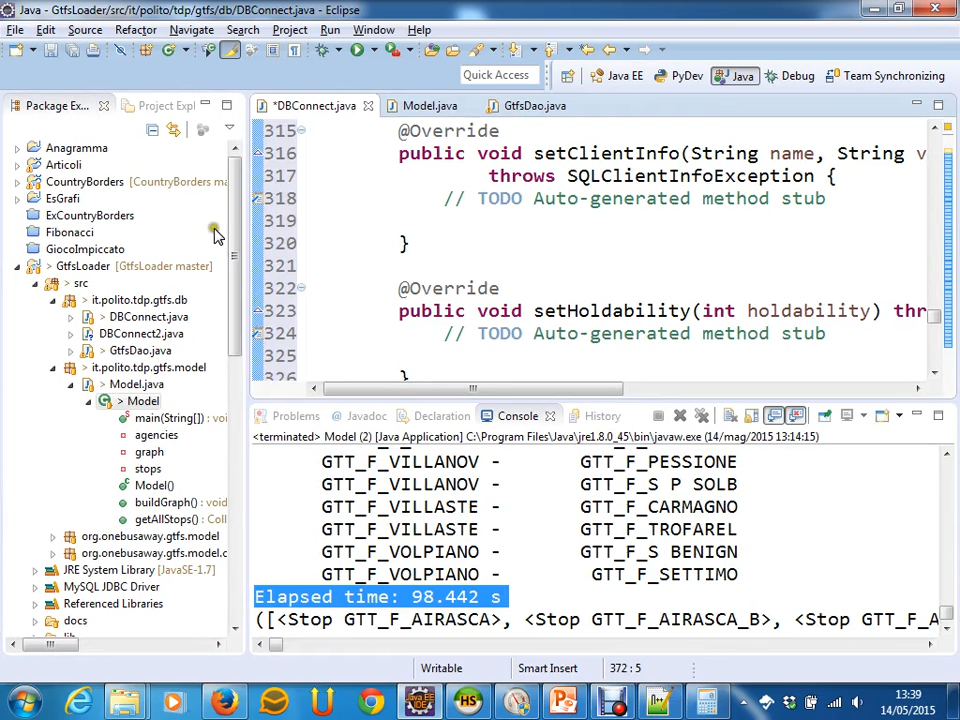 Java - GtfsLoader/src/it/polito/tdp/gtfs/db/DBConnect.java - Eclipse
File Edit Source Refactor Navigate Search Project Run Window Help
Quick Access Java EE PyDev Java Debug Team Synchronizing
Package Ex... Project Expl
*DBConnect.java Model.java GtfsDao.java
Anagramma
Articoli
CountryBorders [CountryBorders ma
EsGrafi
ExCountryBorders
Fibonacci
GiocoImpiccato
> GtfsLoader [GtfsLoader master]
> src
> it.polito.tdp.gtfs.db
> DBConnect.java
DBConnect2.java
> GtfsDao.java
> it.polito.tdp.gtfs.model
> Model.java
> Model
main(String[]) : voi
agencies
graph
stops
Model()
buildGraph() : void
getAllStops() : Coll
org.onebusaway.gtfs.model
org.onebusaway.gtfs.model.c
JRE System Library [JavaSE-1.7]
MySQL JDBC Driver
Referenced Libraries
docs
lib
315 @Override
316 public void setClientInfo(String name, String v
317 throws SQLClientInfoException {
318 // TODO Auto-generated method stub
319
320 }
321
322 @Override
323 public void setHoldability(int holdability) thr
324 // TODO Auto-generated method stub
325
326 }
Problems Javadoc Declaration Console History
<terminated> Model (2) [Java Application] C:\Program Files\Java\jre1.8.0_45\bin\javaw.exe (14/mag/2015 13:14:15)
GTT_F_VILLANOV - GTT_F_PESSIONE
GTT_F_VILLANOV - GTT_F_S P SOLB
GTT_F_VILLASTE - GTT_F_CARMAGNO
GTT_F_VILLASTE - GTT_F_TROFAREL
GTT_F_VOLPIANO - GTT_F_S BENIGN
GTT_F_VOLPIANO - GTT_F_SETTIMO
Elapsed time: 98.442 s
([<Stop GTT_F_AIRASCA>, <Stop GTT_F_AIRASCA_B>, <Stop GTT_F_A
Writable Smart Insert 372 : 5
13:39
14/05/2015